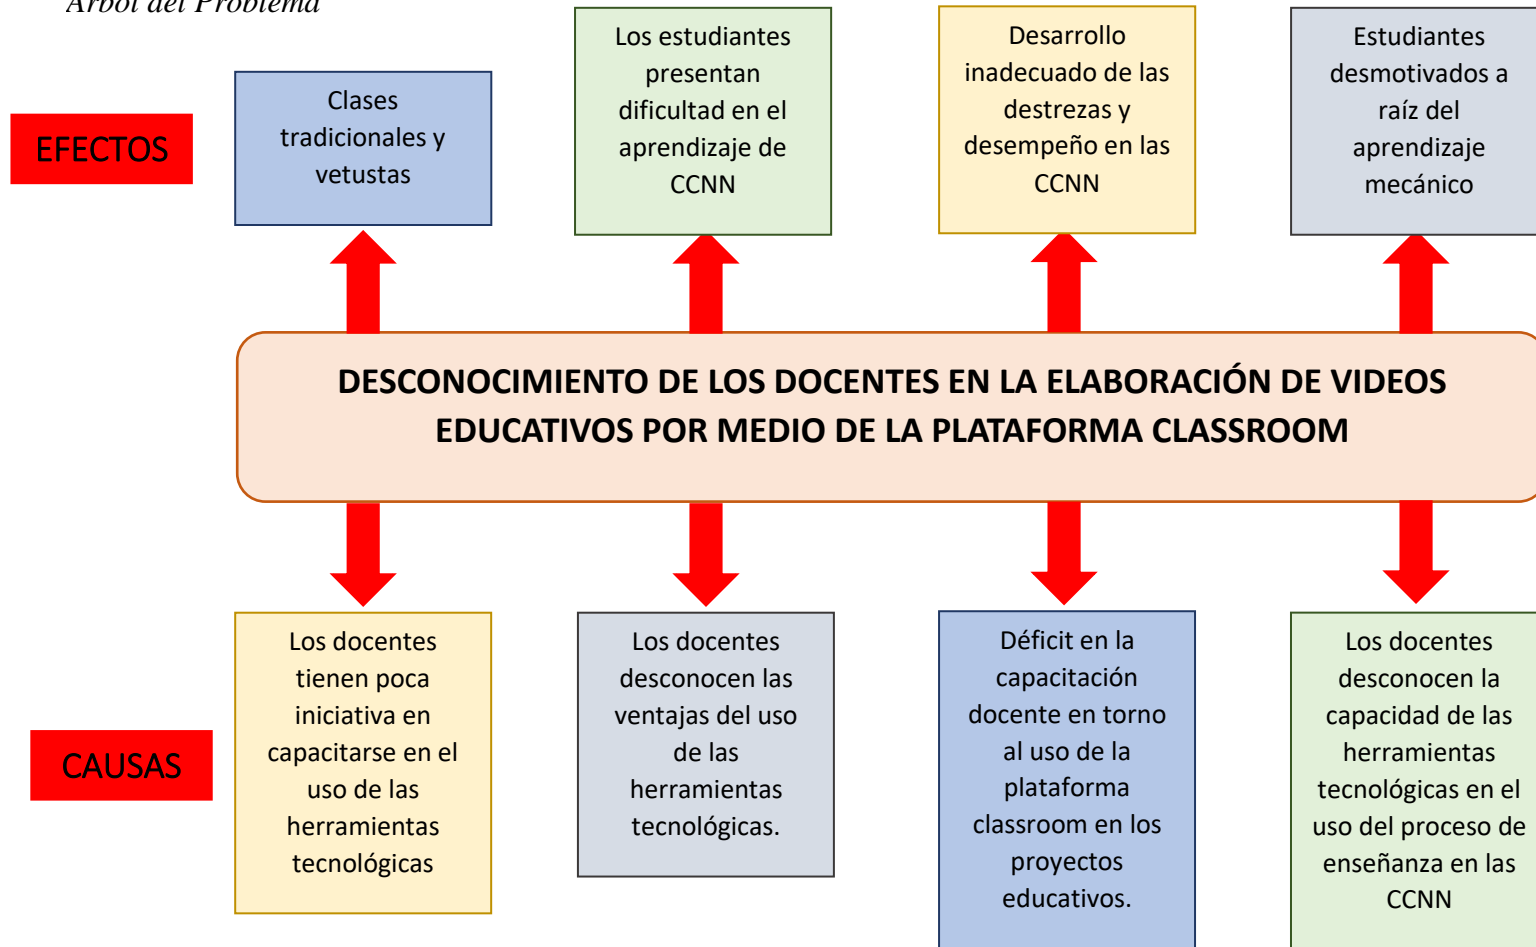 Árbol del Problema
EFECTOS
Clases
tradicionales y
vetustas
Los estudiantes
presentan
dificultad en el
aprendizaje de
CCNN
Desarrollo
inadecuado de las
destrezas y
desempeño en las
CCNN
Estudiantes
desmotivados a
raíz del
aprendizaje
mecánico
DESCONOCIMIENTO DE LOS DOCENTES EN LA ELABORACIÓN DE VIDEOS
EDUCATIVOS POR MEDIO DE LA PLATAFORMA CLASSROOM
CAUSAS
Los docentes
tienen poca
iniciativa en
capacitarse en el
uso de las
herramientas
tecnológicas
Los docentes
desconocen las
ventajas del uso
de las
herramientas
tecnológicas.
Déficit en la
capacitación
docente en torno
al uso de la
plataforma
classroom en los
proyectos
educativos.
Los docentes
desconocen la
capacidad de las
herramientas
tecnológicas en el
uso del proceso de
enseñanza en las
CCNN